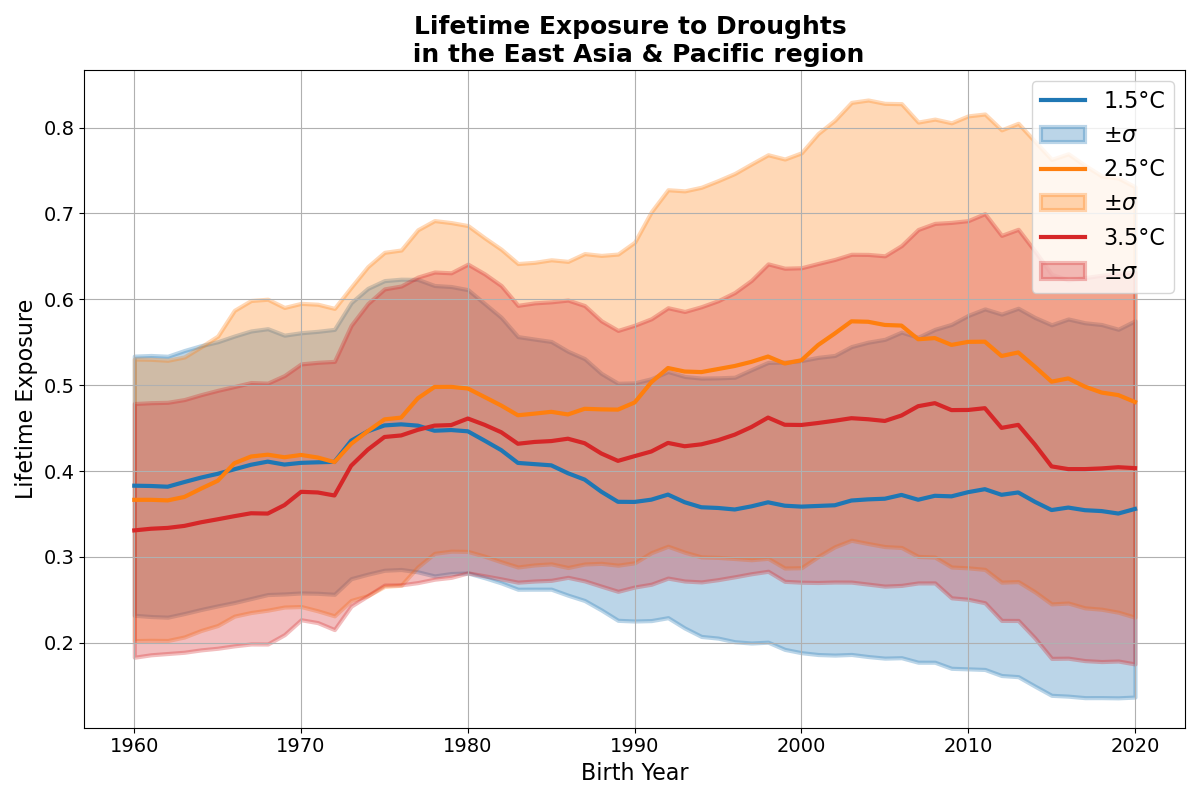 Lifetime Exposure to Droughts
in the East Asia & Pacific region
1.5°C
±σ
2.5°C
±σ
3.5°C
±σ
Lifetime Exposure
0.8
0.7
0.6
0.5
0.4
0.3
0.2
1960 1970 1980 1990 2000 2010 2020
Birth Year